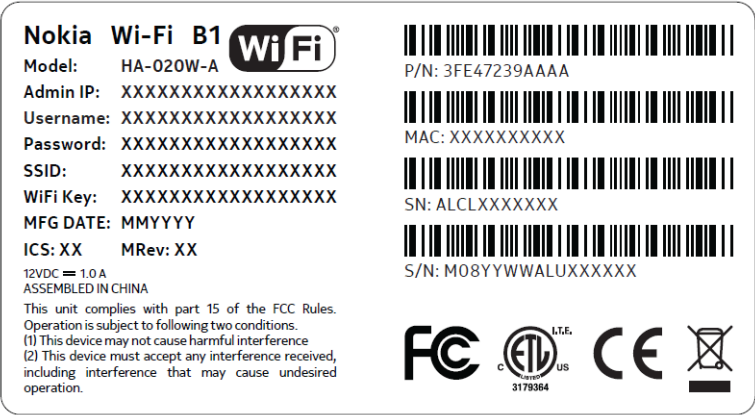 Nokia Wi-Fi B1
Wi Fi®
Model: HA-020W-A
Admin IP: XXXXXXXXXXXXXXXXXX
Username: XXXXXXXXXXXXXXXXXX
Password: XXXXXXXXXXXXXXXXXX
SSID: XXXXXXXXXXXXXXXXXX
WiFi Key: XXXXXXXXXXXXXXXXXX
MFG DATE: MMYYYY
ICS: XX MRev: XX
12VDC ⎓ 1.0 A
ASSEMBLED IN CHINA
This unit complies with part 15 of the FCC Rules.
Operation is subject to following two conditions.
(1) This device may not cause harmful interference
(2) This device must accept any interference received,
including interference that may cause undesired
operation.
P/N: 3FE47239AAAA
MAC: XXXXXXXXXX
SN: ALCLXXXXXXX
S/N: M08YYWWALUXXXXXX
FC
I.T.E.
C ETL US
LISTED
3179364
CE